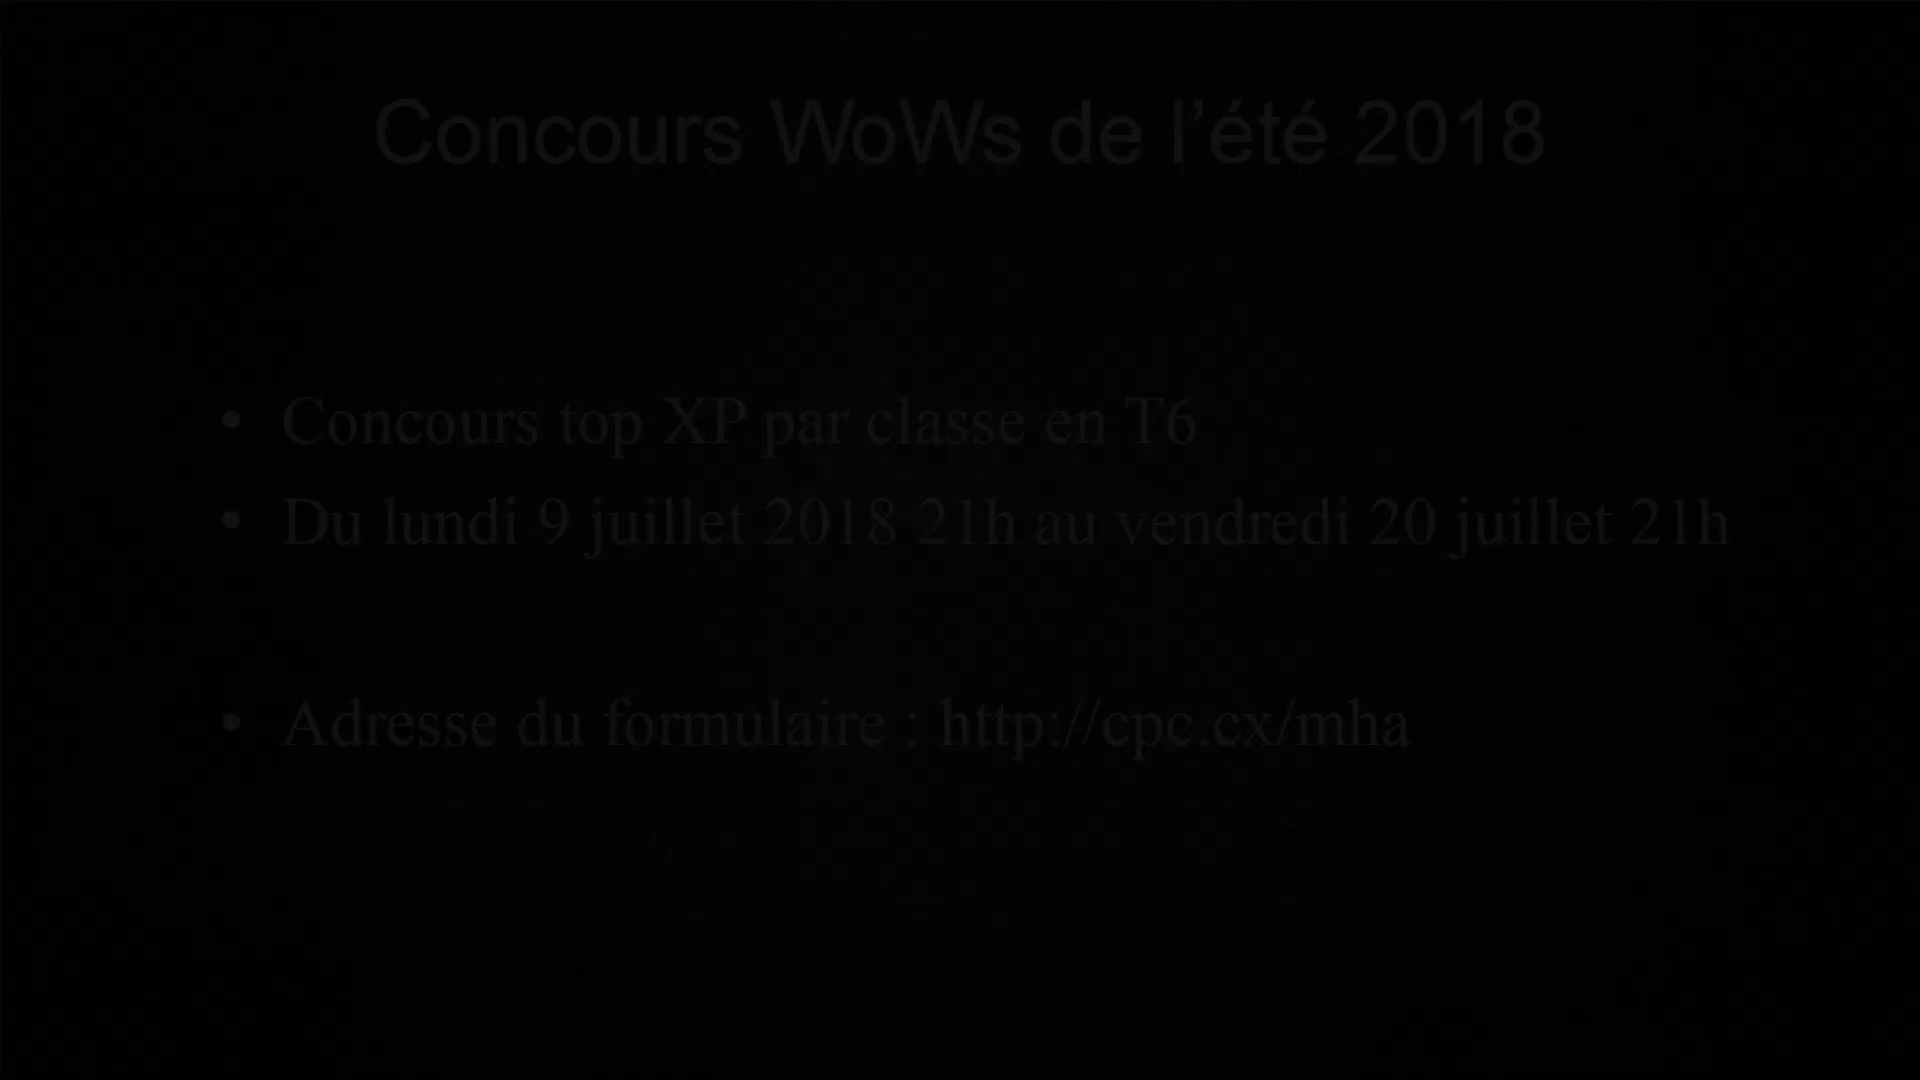 Concours WoWs de l’été 2018
• Concours top XP par classe en T6
• Du lundi 9 juillet 2018 21h au vendredi 20 juillet 21h
• Adresse du formulaire : http://cpc.cx/mha